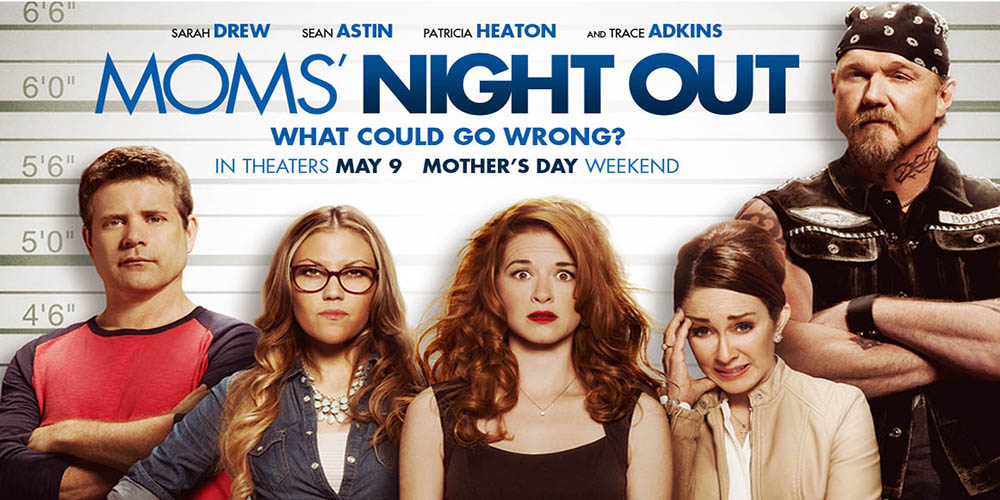 6'6"
SARAH DREW SEAN ASTIN PATRICIA HEATON AND TRACE ADKINS
6'0"
MOMS' NIGHT OUT
WHAT COULD GO WRONG?
5'6"
IN THEATERS MAY 9 MOTHER'S DAY WEEKEND
BONES
5'0"
4'6"